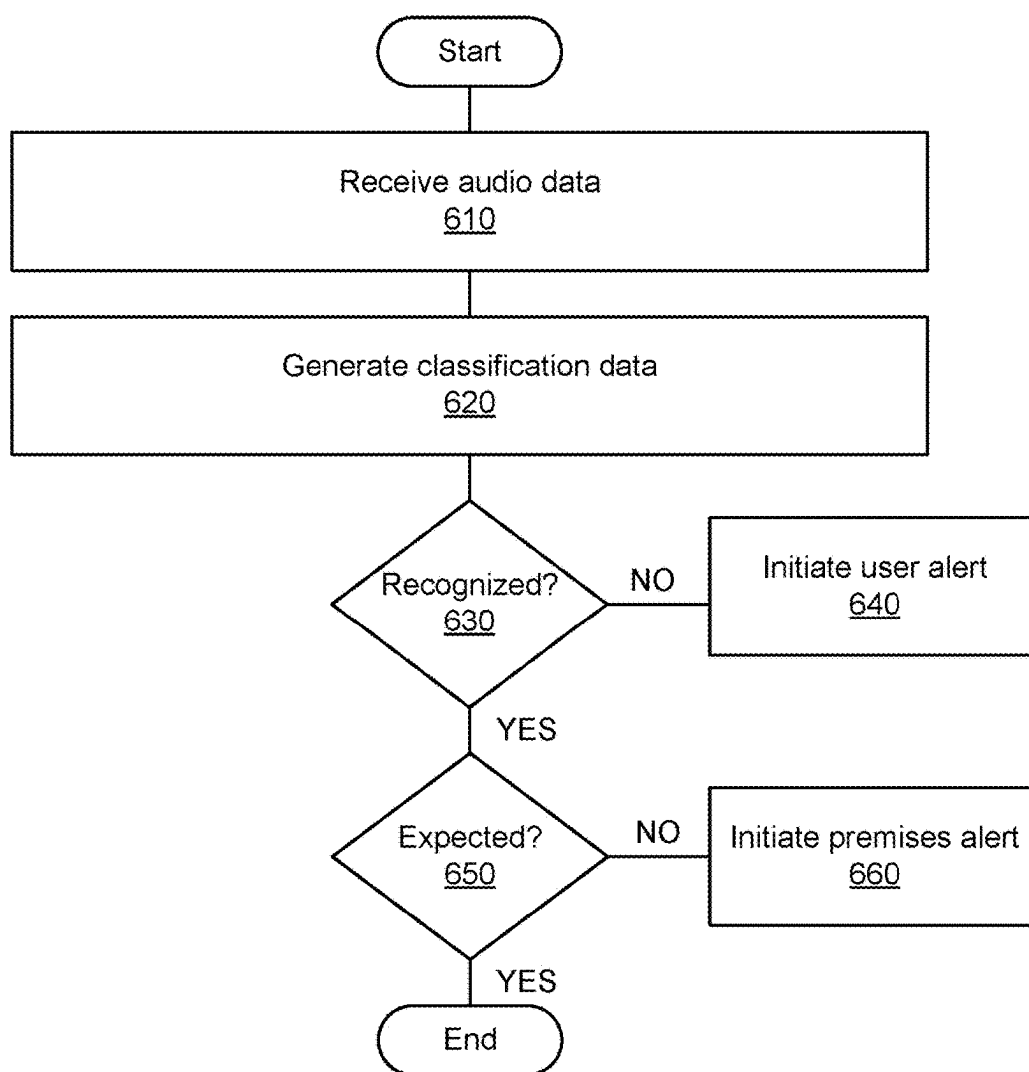 Start
Receive audio data
610
Generate classification data
620
Recognized?
630
NO
Initiate user alert
640
YES
Expected?
650
NO
Initiate premises alert
660
YES
End